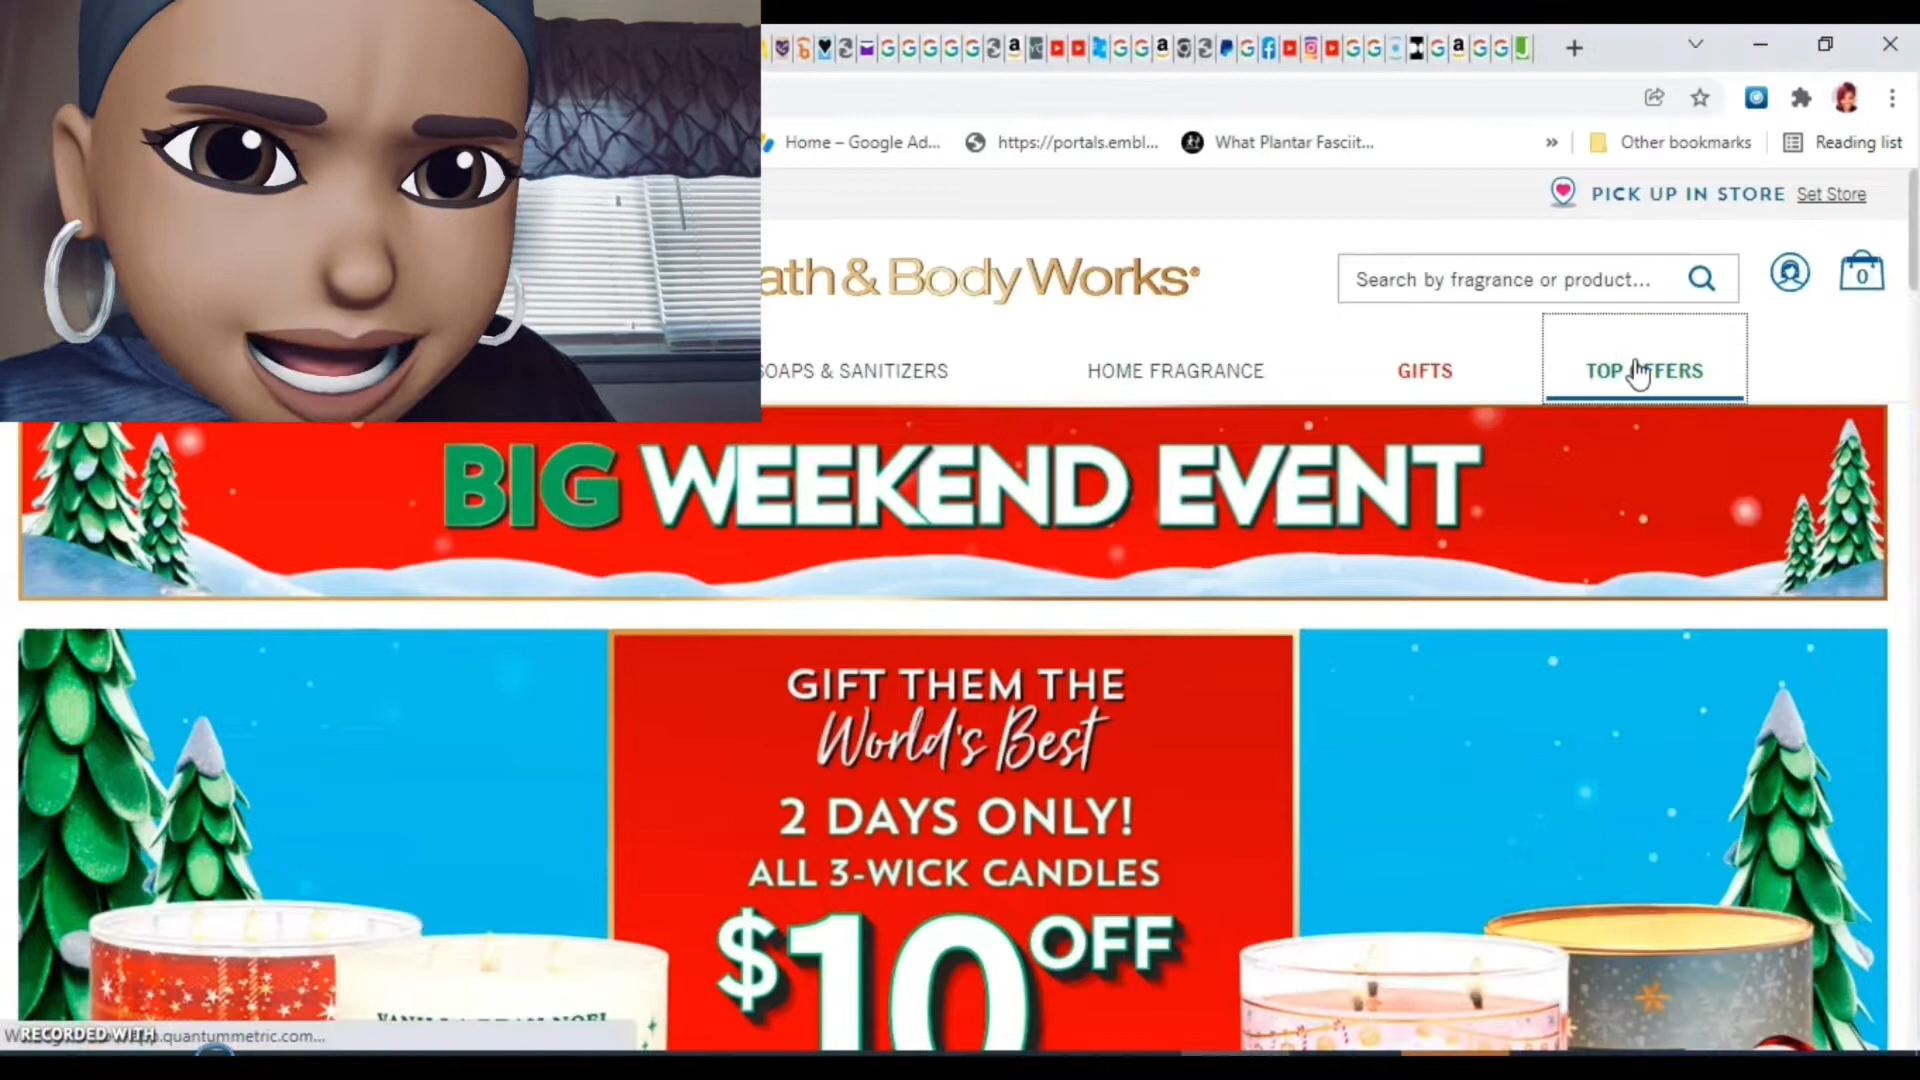 Home – Google Ad...
https://portals.embl...
What Plantar Fasciit...
»
Other bookmarks
Reading list
PICK UP IN STORE Set Store
ath & Body Works®
Search by fragrance or product...
0
OAPS & SANITIZERS
HOME FRAGRANCE
GIFTS
TOP OFFERS
BIG WEEKEND EVENT
GIFT THEM THE
World's Best
2 DAYS ONLY!
ALL 3-WICK CANDLES
$10 OFF
RECORDED WITH
.quantummetric.com...